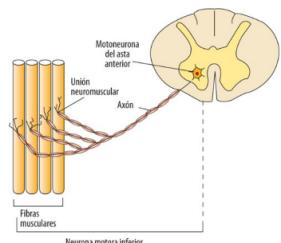 Motoneurona
del asta
anterior
Unión
neuromuscular
Axón
Fibras
musculares
Neurona motora inferior